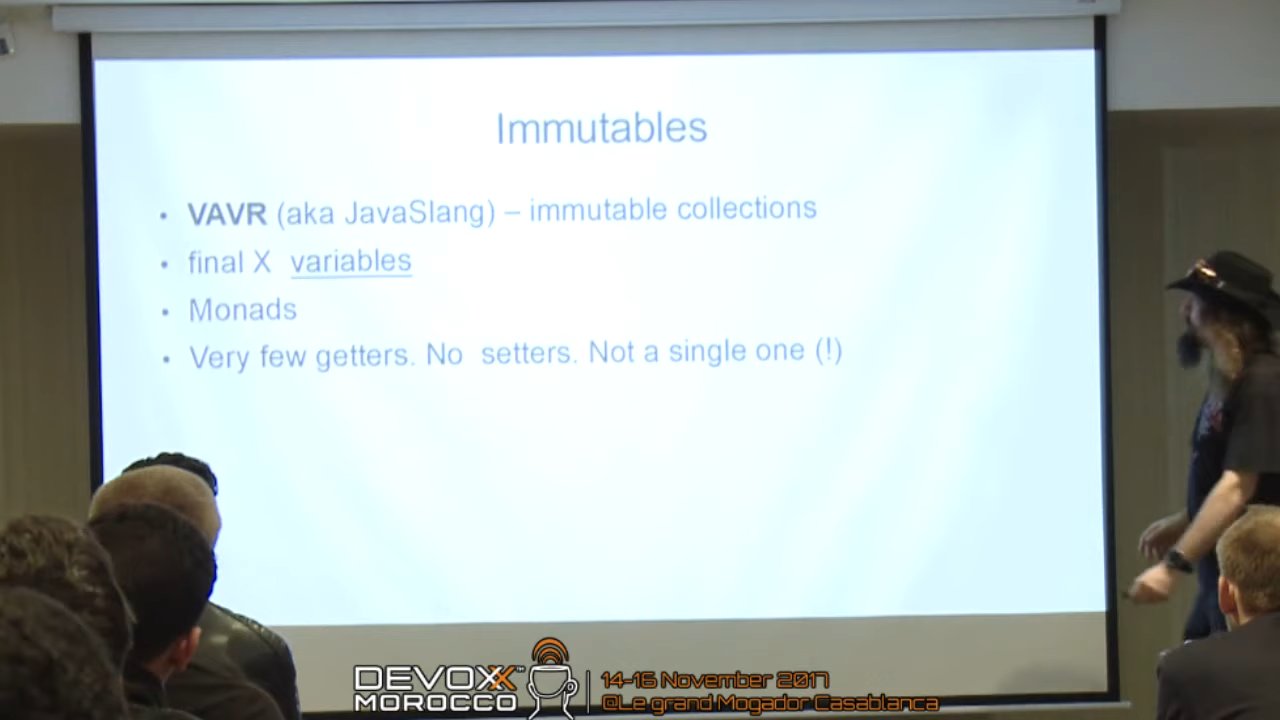 Immutables
• VAVR (aka JavaSlang) – immutable collections
• final X variables
• Monads
• Very few getters. No setters. Not a single one (!)
DEVOXX™
MOROCCO
14-16 November 2017
@Le grand Mogador Casablanca